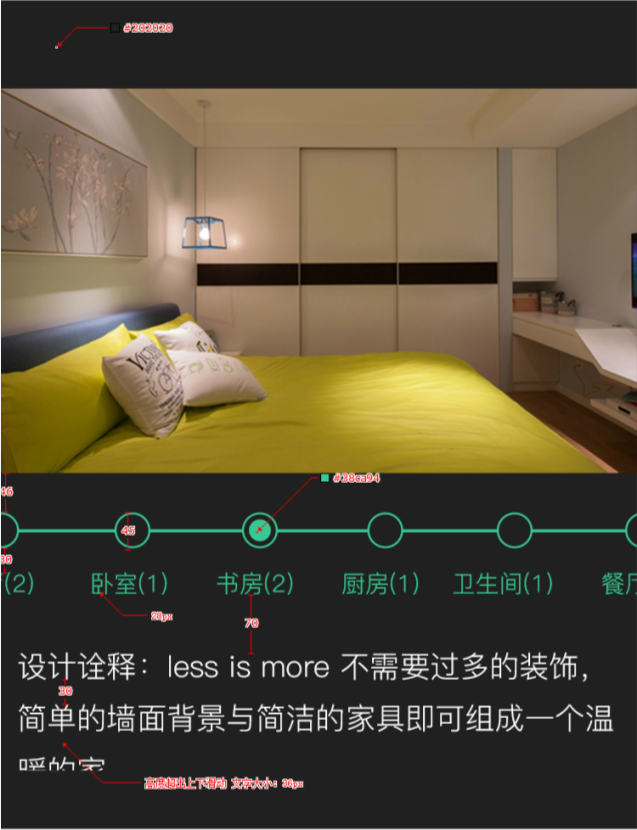 #202020
46
#38ca94
45
30
(2)
卧室(1)
书房(2)
厨房(1)
卫生间(1)
餐厅
28px
70
设计诠释：less is more 不需要过多的装饰，
30
简单的墙面背景与简洁的家具即可组成一个温
暖的家
高度超出上下滑动 文字大小：36px